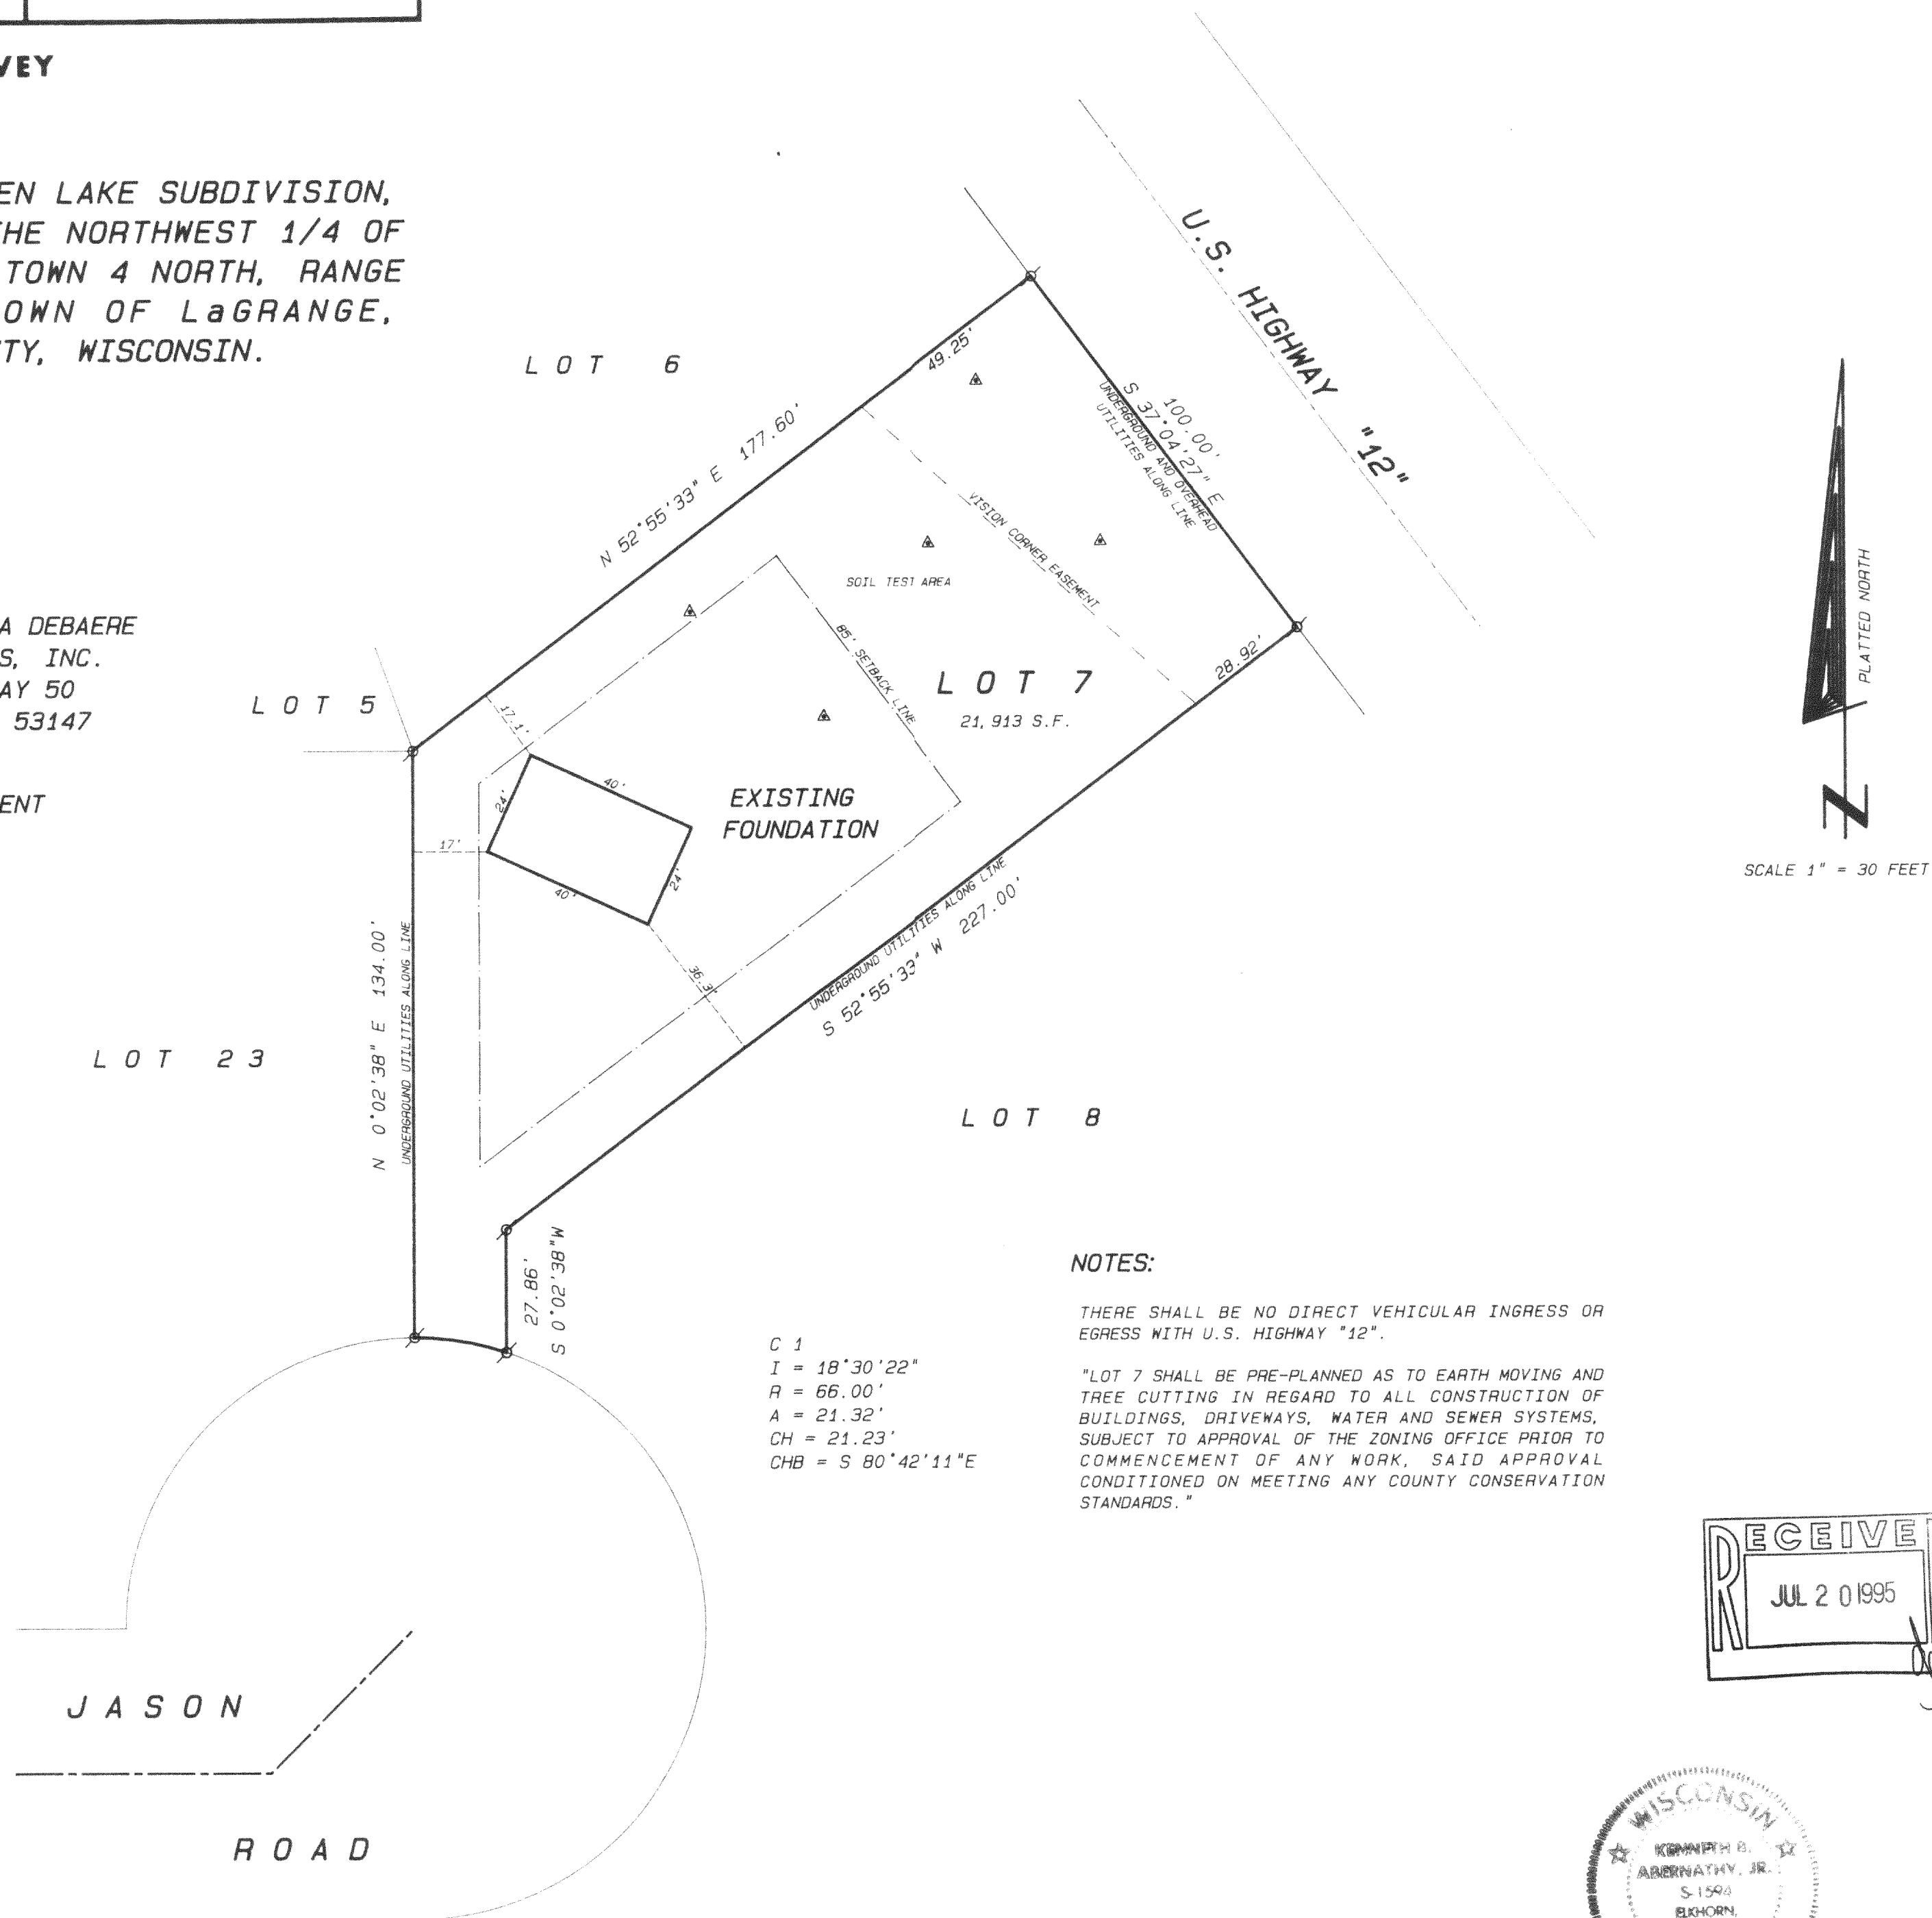 VEY
EN LAKE SUBDIVISION,
THE NORTHWEST 1/4 OF
TOWN 4 NORTH, RANGE
OWN OF LaGRANGE,
TY, WISCONSIN.
A DEBAERE
S, INC.
AY 50
53147
ENT
LOT 6
LOT 5
LOT 23
LOT 8
U.S. HIGHWAY "12"
49.25'
N 52°55'33" E 177.60'
100.00'
S 37°04'27" E
UNDERGROUND AND OVERHEAD
UTILITIES ALONG LINE
VISION CORNER EASEMENT
SOIL TEST AREA
85' SETBACK LINE
28.92'
LOT 7
21,913 S.F.
17.1'
40'
24'
EXISTING
FOUNDATION
17'
40'
24'
36.3'
UNDERGROUND UTILITIES ALONG LINE
S 52°55'33" W 227.00'
N 0°02'38" E 134.00'
UNDERGROUND UTILITIES ALONG LINE
27.86'
S 0°02'38"W
PLATTED NORTH
N
SCALE 1" = 30 FEET
C 1
I = 18°30'22"
R = 66.00'
A = 21.32'
CH = 21.23'
CHB = S 80°42'11"E
NOTES:
THERE SHALL BE NO DIRECT VEHICULAR INGRESS OR
EGRESS WITH U.S. HIGHWAY "12".
"LOT 7 SHALL BE PRE-PLANNED AS TO EARTH MOVING AND
TREE CUTTING IN REGARD TO ALL CONSTRUCTION OF
BUILDINGS, DRIVEWAYS, WATER AND SEWER SYSTEMS,
SUBJECT TO APPROVAL OF THE ZONING OFFICE PRIOR TO
COMMENCEMENT OF ANY WORK, SAID APPROVAL
CONDITIONED ON MEETING ANY COUNTY CONSERVATION
STANDARDS."
RECEIVE
JUL 20 1995
JASON
ROAD
WISCONSIN
KENNETH B.
ABERNATHY, JR.
S-1594
ELKHORN,